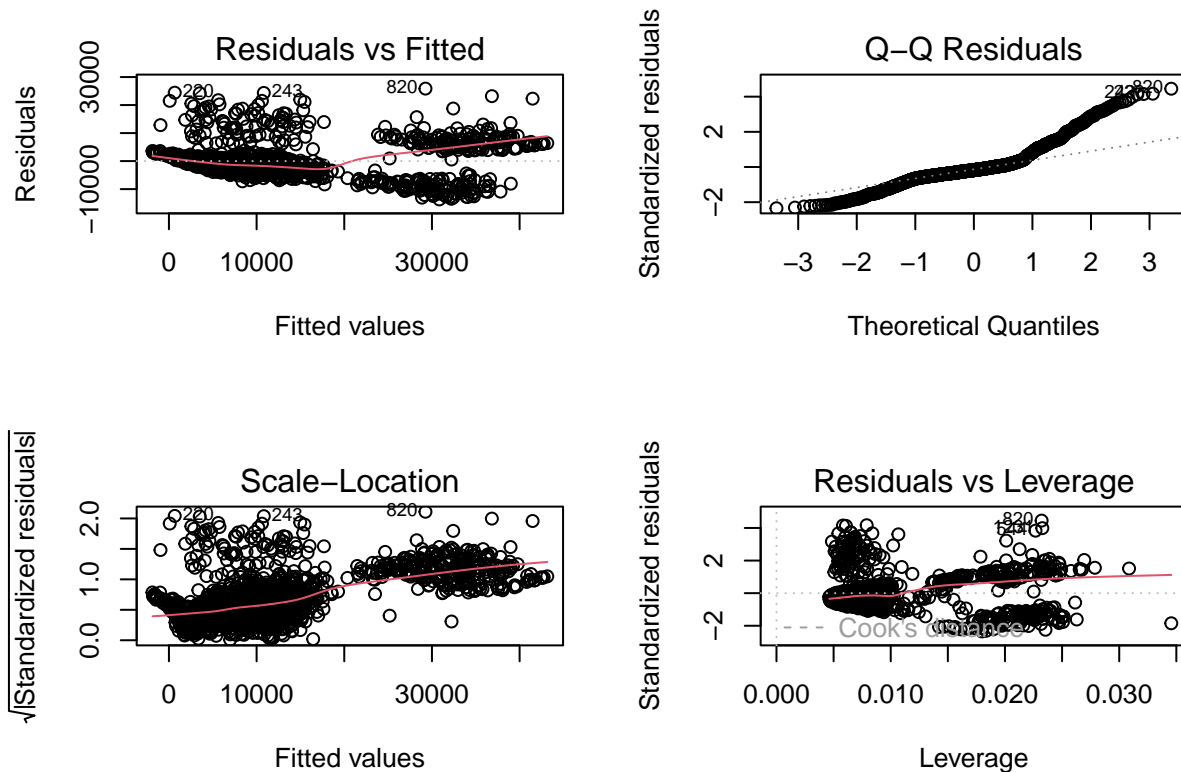 Residuals vs Fitted
Residuals
30000
−10000
220
243
820
0
10000
30000
Fitted values
Q−Q Residuals
Standardized residuals
2
−2
820
−3
−2
−1
0
1
2
3
Theoretical Quantiles
Scale−Location
√|Standardized residuals|
2.0
1.0
0.0
220
243
820
0
10000
30000
Fitted values
Residuals vs Leverage
Standardized residuals
2
−2
820
Cook's distance
0.000
0.010
0.020
0.030
Leverage